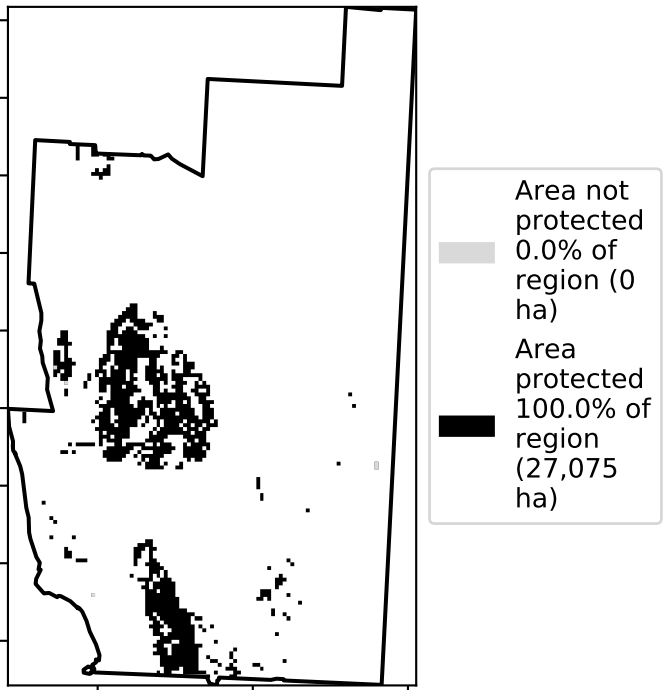 Area not
protected
0.0% of
region (0
ha)
Area
protected
100.0% of
region
(27,075
ha)